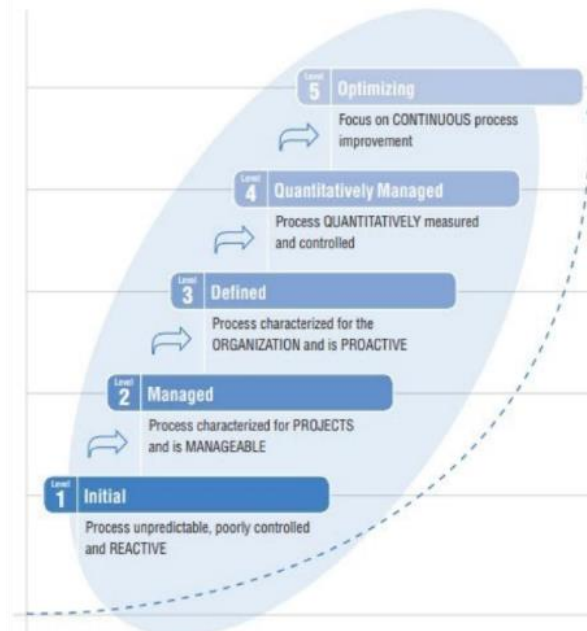 Level 5 Optimizing
Focus on CONTINUOUS process
improvement
Level 4 Quantitatively Managed
Process QUANTITATIVELY measured
and controlled
Level 3 Defined
Process characterized for the
ORGANIZATION and is PROACTIVE
Level 2 Managed
Process characterized for PROJECTS
and is MANAGEABLE
Level 1 Initial
Process unpredictable, poorly controlled
and REACTIVE